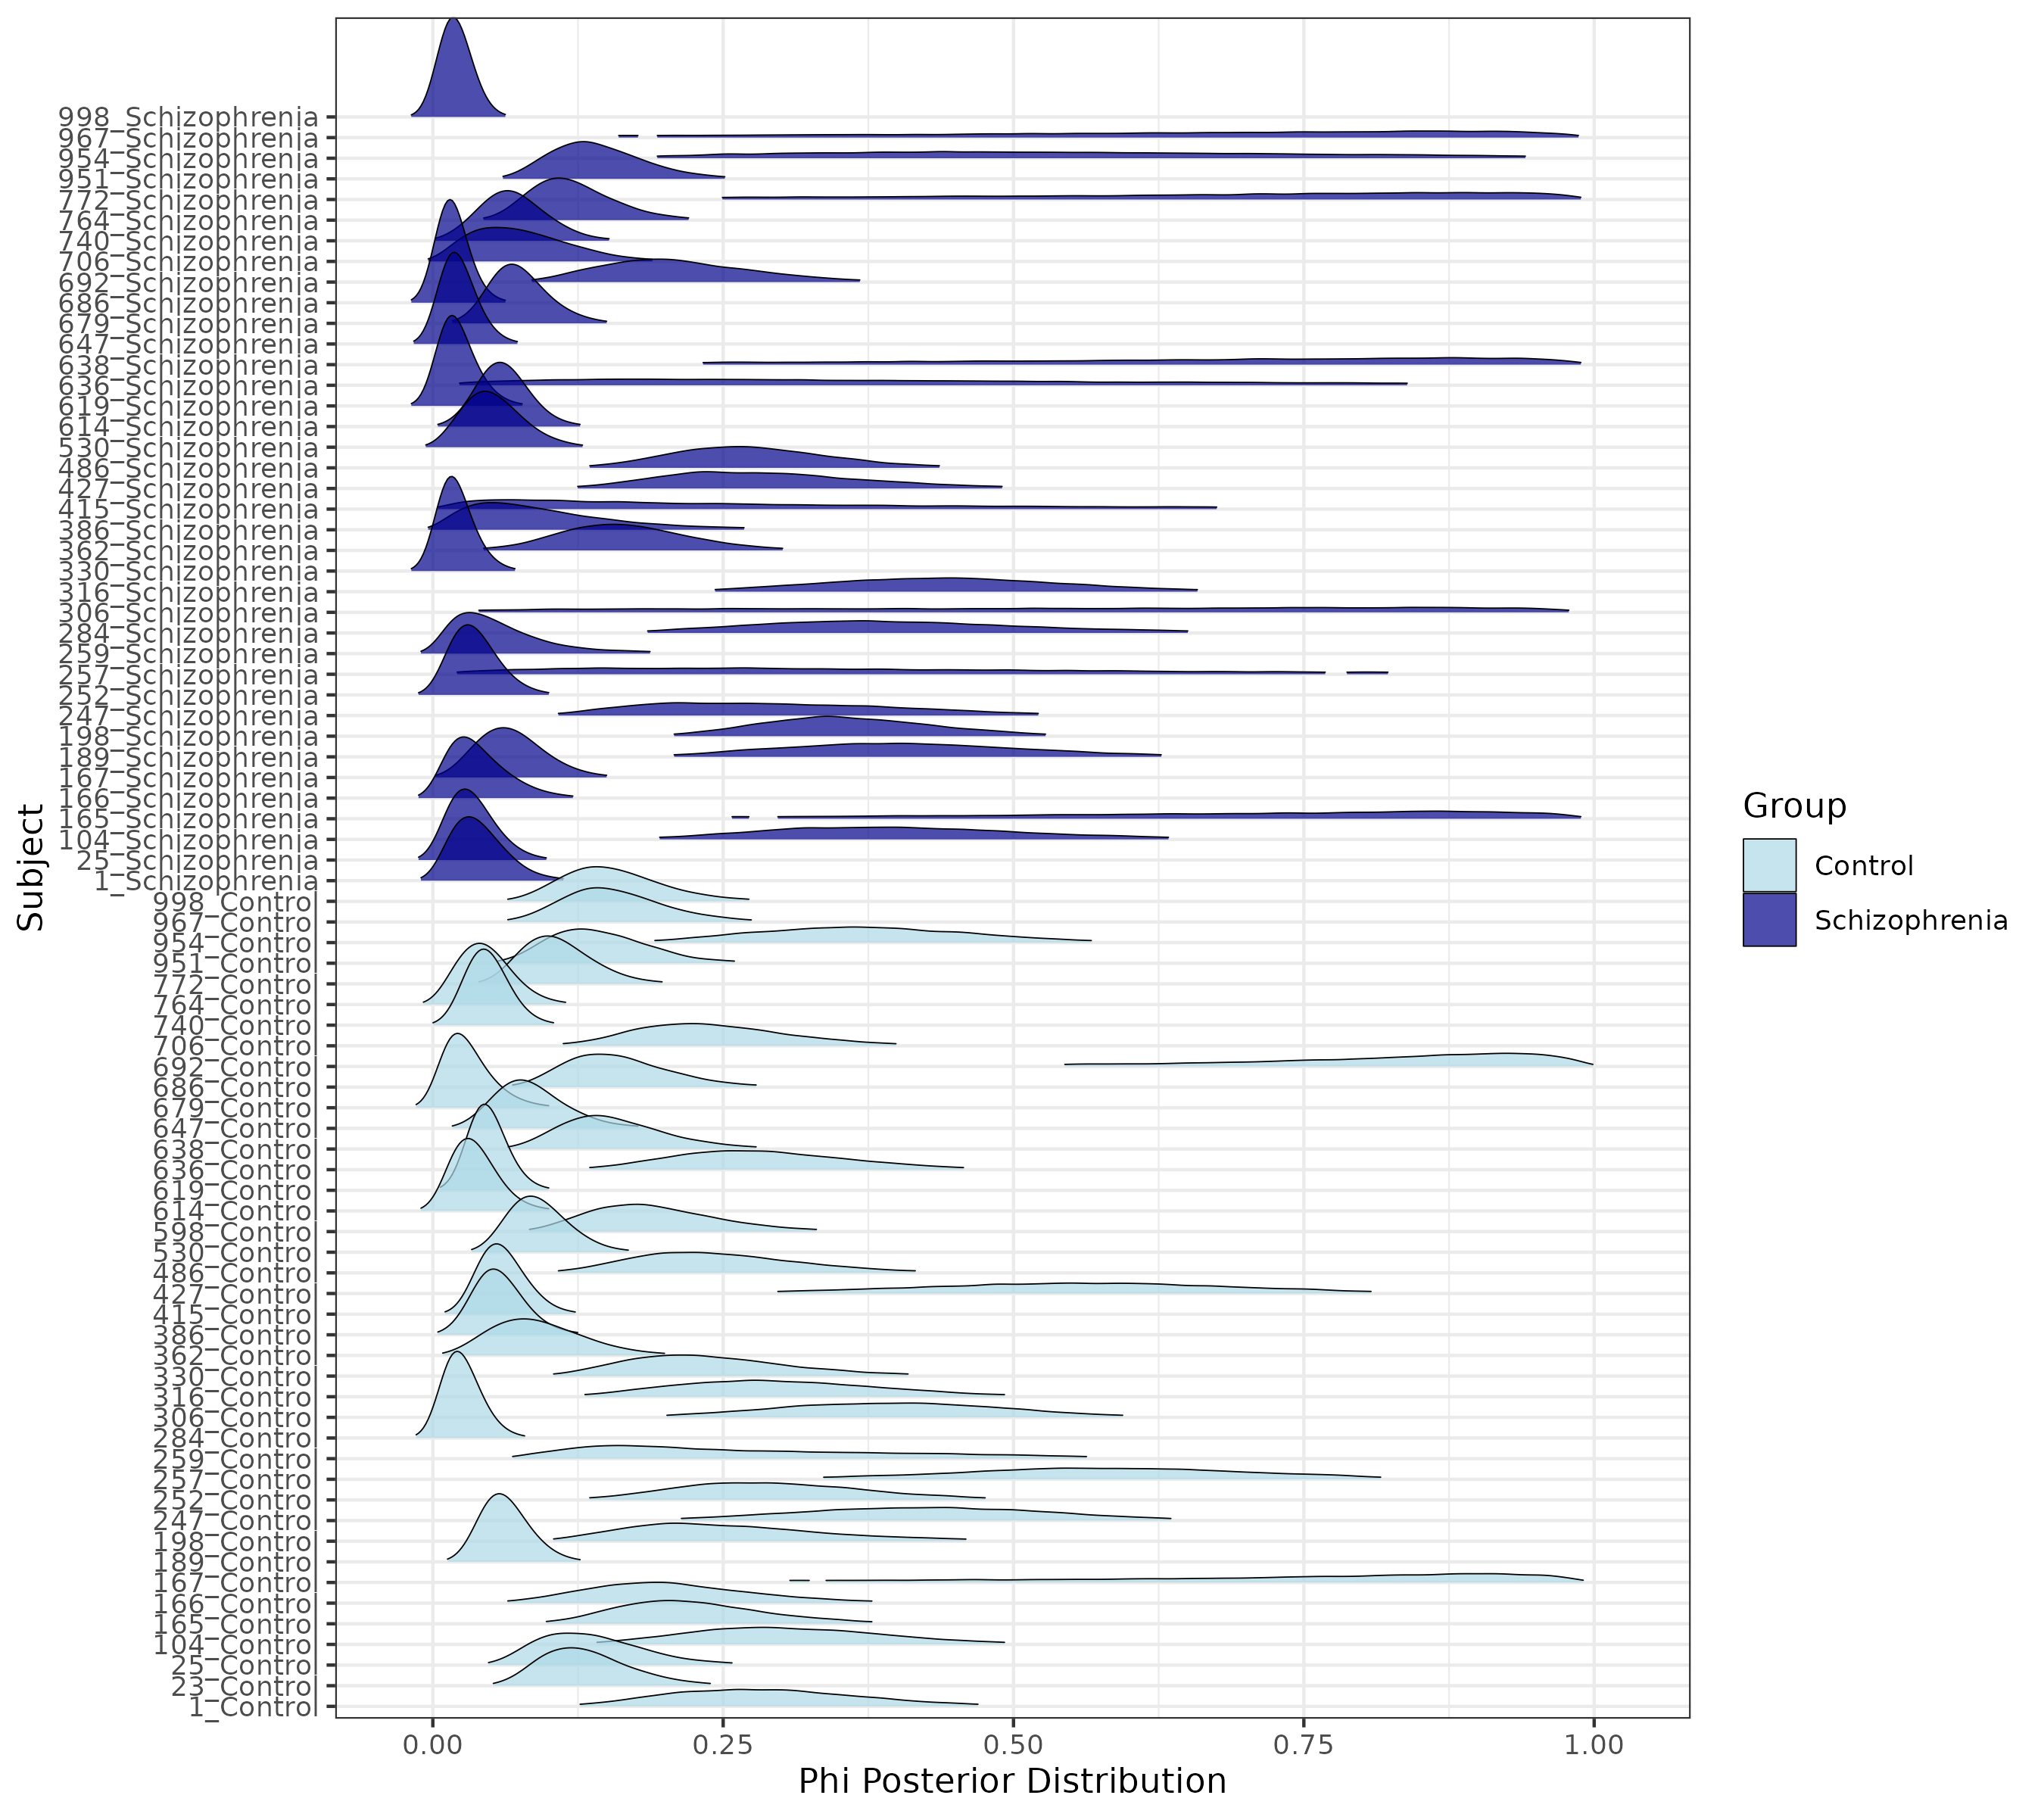 998_Schizophrenia
967_Schizophrenia
954_Schizophrenia
951_Schizophrenia
772_Schizophrenia
764_Schizophrenia
740_Schizophrenia
706_Schizophrenia
692_Schizophrenia
686_Schizophrenia
679_Schizophrenia
647_Schizophrenia
638_Schizophrenia
636_Schizophrenia
619_Schizophrenia
614_Schizophrenia
530_Schizophrenia
486_Schizophrenia
427_Schizophrenia
415_Schizophrenia
386_Schizophrenia
362_Schizophrenia
330_Schizophrenia
316_Schizophrenia
306_Schizophrenia
284_Schizophrenia
259_Schizophrenia
257_Schizophrenia
252_Schizophrenia
247_Schizophrenia
198_Schizophrenia
189_Schizophrenia
167_Schizophrenia
166_Schizophrenia
165_Schizophrenia
104_Schizophrenia
25_Schizophrenia
1_Schizophrenia
998_Control
967_Control
954_Control
951_Control
772_Control
764_Control
740_Control
706_Control
692_Control
686_Control
679_Control
647_Control
638_Control
636_Control
619_Control
614_Control
598_Control
530_Control
486_Control
427_Control
415_Control
386_Control
362_Control
330_Control
316_Control
306_Control
284_Control
259_Control
257_Control
252_Control
247_Control
198_Control
189_Control
167_Control
166_Control
165_Control
104_Control
25_Control
23_Control
1_Control
Subject
0.00 0.25 0.50 0.75 1.00
Phi Posterior Distribution
Group
Control
Schizophrenia